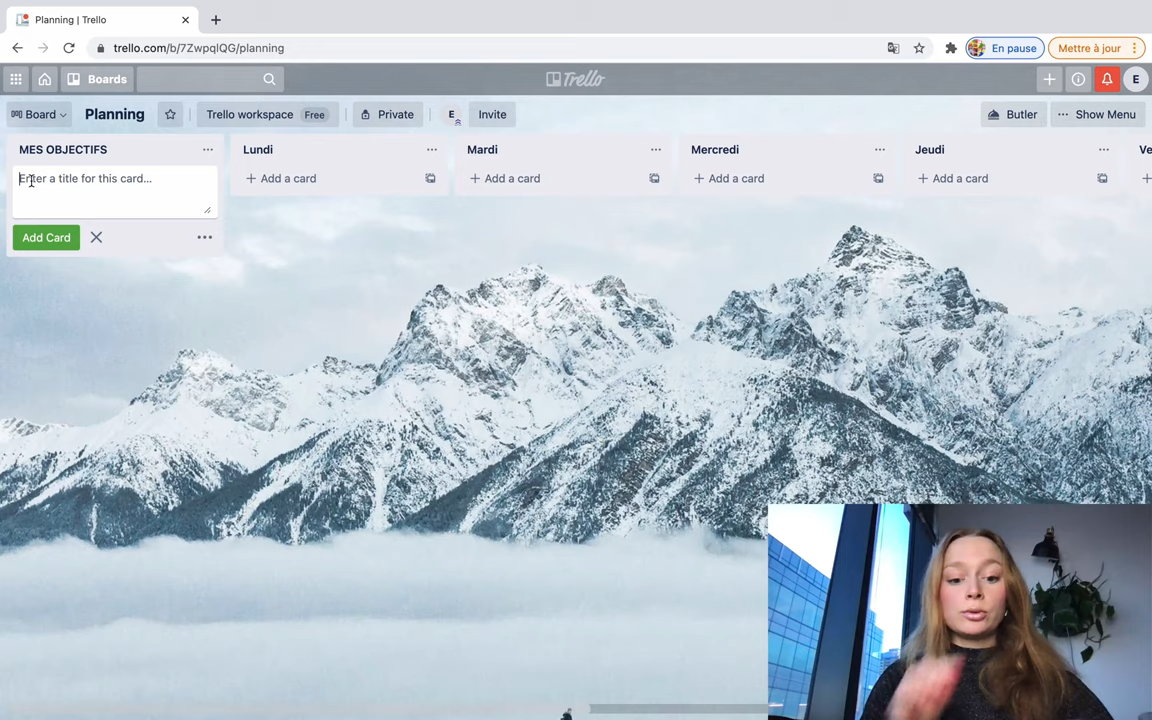 Planning | Trello
trello.com/b/7ZwpqlQG/planning
En pause
Mettre à jour
Boards
Trello
E
Board
Planning
Trello workspace Free
Private
E
Invite
Butler
Show Menu
MES OBJECTIFS
Enter a title for this card...
Add Card
Lundi
Add a card
Mardi
Add a card
Mercredi
Add a card
Jeudi
Add a card
Ve